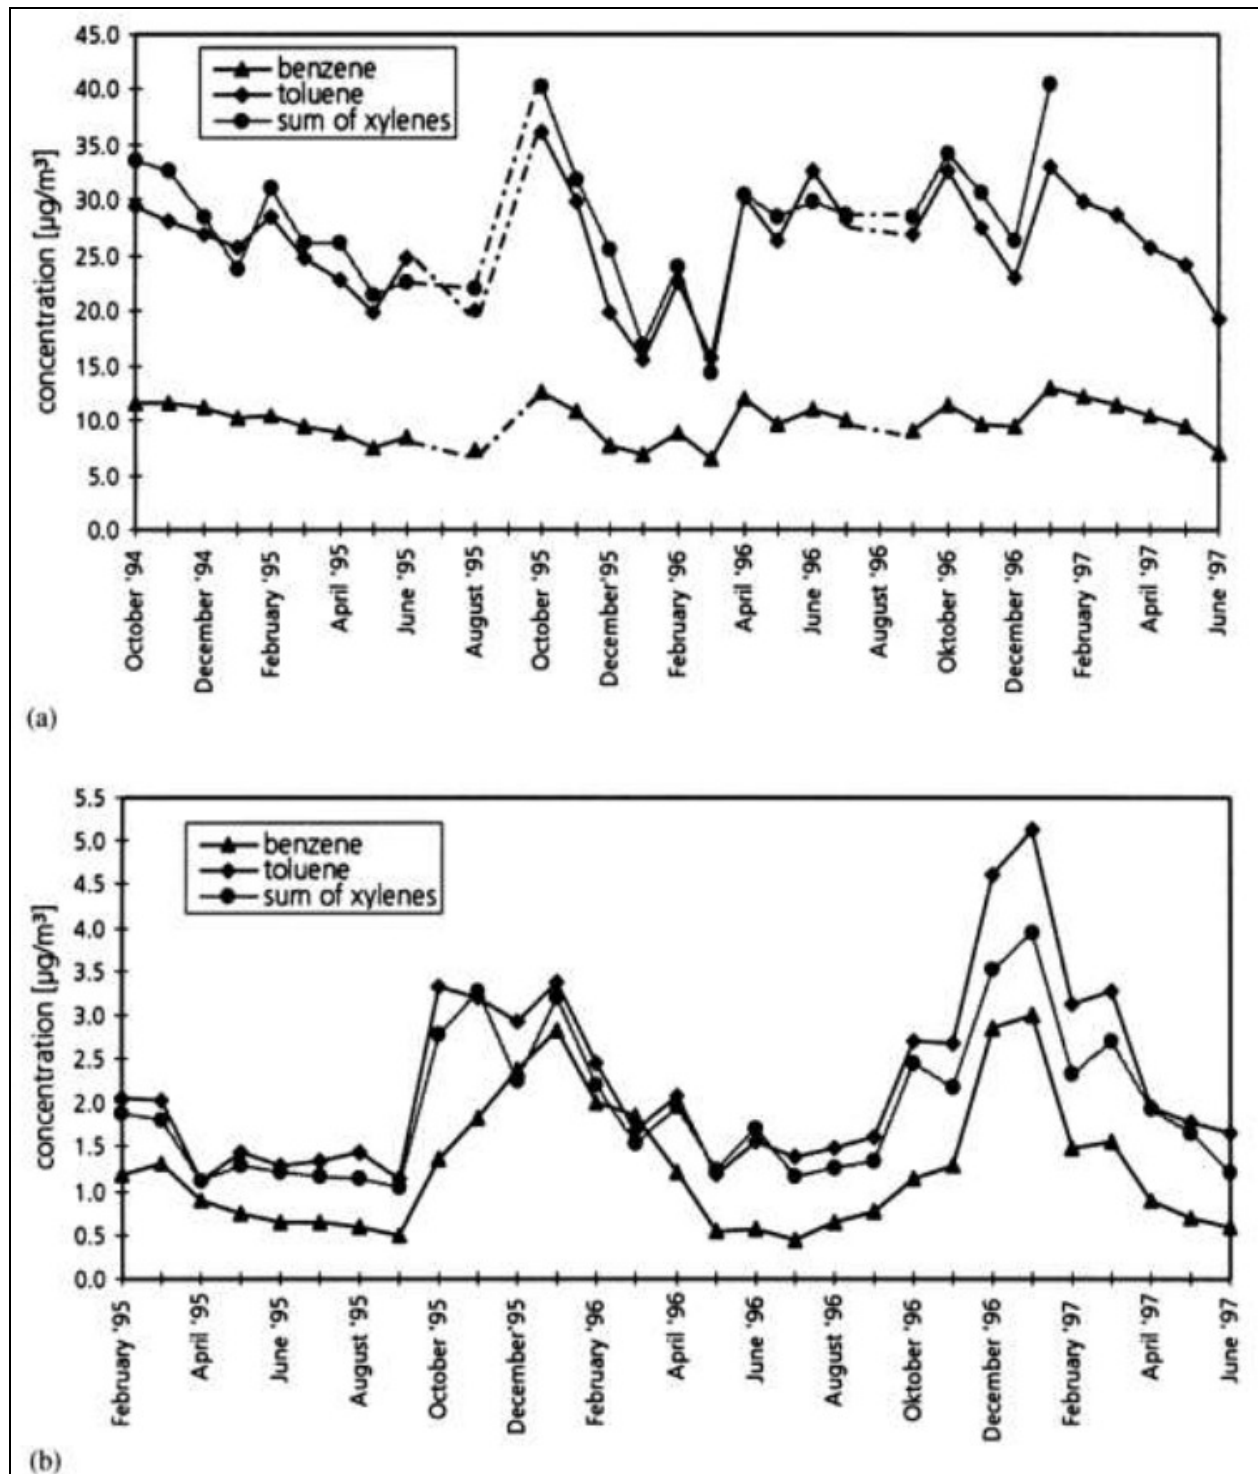 45.0
40.0
35.0
30.0
25.0
20.0
15.0
10.0
5.0
0.0
concentration [µg/m³]
benzene
toluene
sum of xylenes
October '94
December '94
February '95
April '95
June '95
August '95
October '95
December'95
February '96
April '96
June '96
August '96
Oktober '96
December '96
February '97
April '97
June '97
(a)
5.5
5.0
4.5
4.0
3.5
3.0
2.5
2.0
1.5
1.0
0.5
0.0
concentration [µg/m³]
benzene
toluene
sum of xylenes
February '95
April '95
June '95
August '95
October '95
December'95
February '96
April '96
June '96
August '96
Oktober '96
December '96
February '97
April '97
June '97
(b)